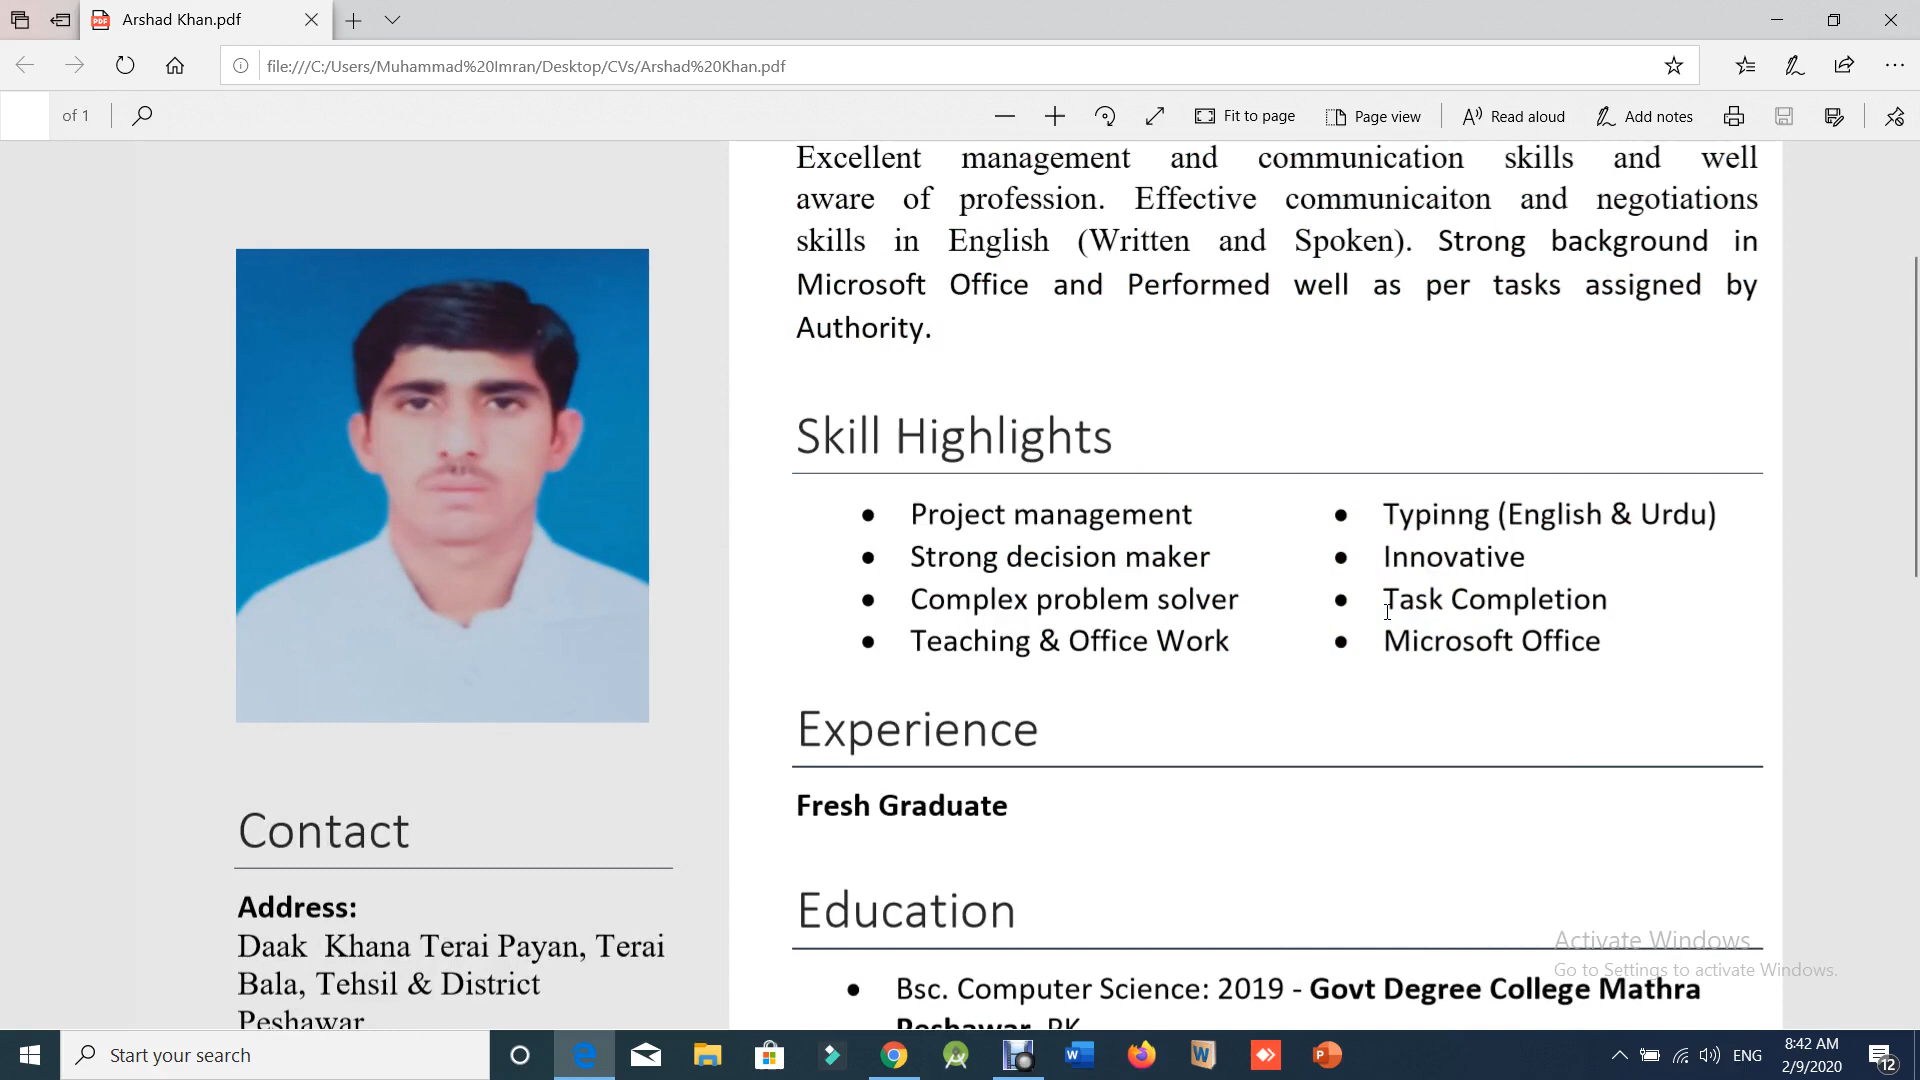 Arshad Khan.pdf
file:///C:/Users/Muhammad%20Imran/Desktop/CVs/Arshad%20Khan.pdf
of 1
Fit to page
Page view
Read aloud
Add notes
Excellent management and communication skills and well
aware of profession. Effective communicaiton and negotiations
skills in English (Written and Spoken). Strong background in
Microsoft Office and Performed well as per tasks assigned by
Authority.
Skill Highlights
• Project management
• Strong decision maker
• Complex problem solver
• Teaching & Office Work
• Typinng (English & Urdu)
• Innovative
• Task Completion
• Microsoft Office
Experience
Fresh Graduate
Education
• Bsc. Computer Science: 2019 - Govt Degree College Mathra
Peshawar, PK
Contact
Address:
Daak Khana Terai Payan, Terai
Bala, Tehsil & District
Peshawar
Activate Windows
Go to Settings to activate Windows.
Start your search
ENG
8:42 AM
2/9/2020
12